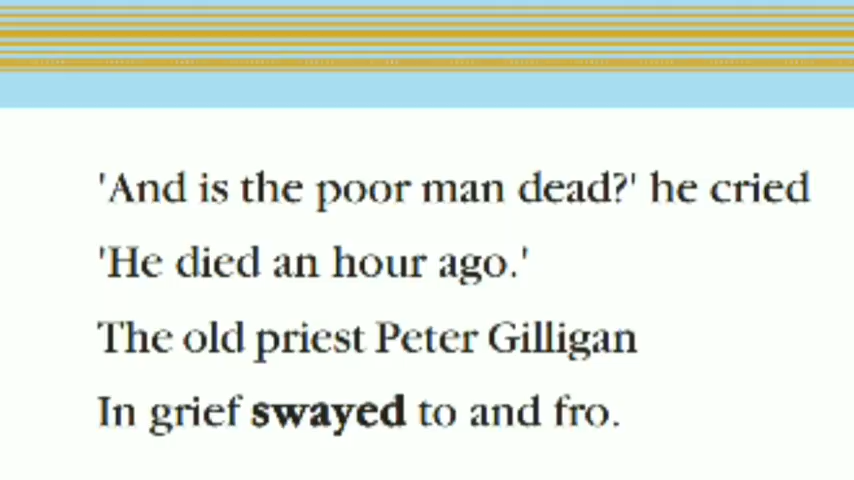 'And is the poor man dead?' he cried
'He died an hour ago.'
The old priest Peter Gilligan
In grief swayed to and fro.